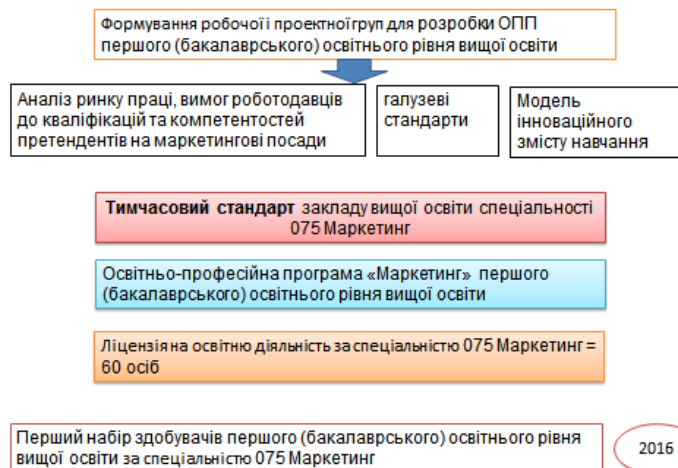 Формування робочої і проектної груп для розробки ОПП
першого (бакалаврського) освітнього рівня вищої освіти
Аналіз ринку праці, вимог роботодавців
до кваліфікацій та компетентостей
претендентів на маркетингові посади
галузеві
стандарти
Модель
інноваційного
змісту навчання
Тимчасовий стандарт закладу вищої освіти спеціальності
075 Маркетинг
Освітньо-професійна програма «Маркетинг» першого
(бакалаврського) освітнього рівня вищої освіти
Ліцензія на освітню діяльність за спеціальністю 075 Маркетинг =
60 осіб
Перший набір здобувачів першого (бакалаврського) освітнього рівня
вищої освіти за спеціальністю 075 Маркетинг
2016